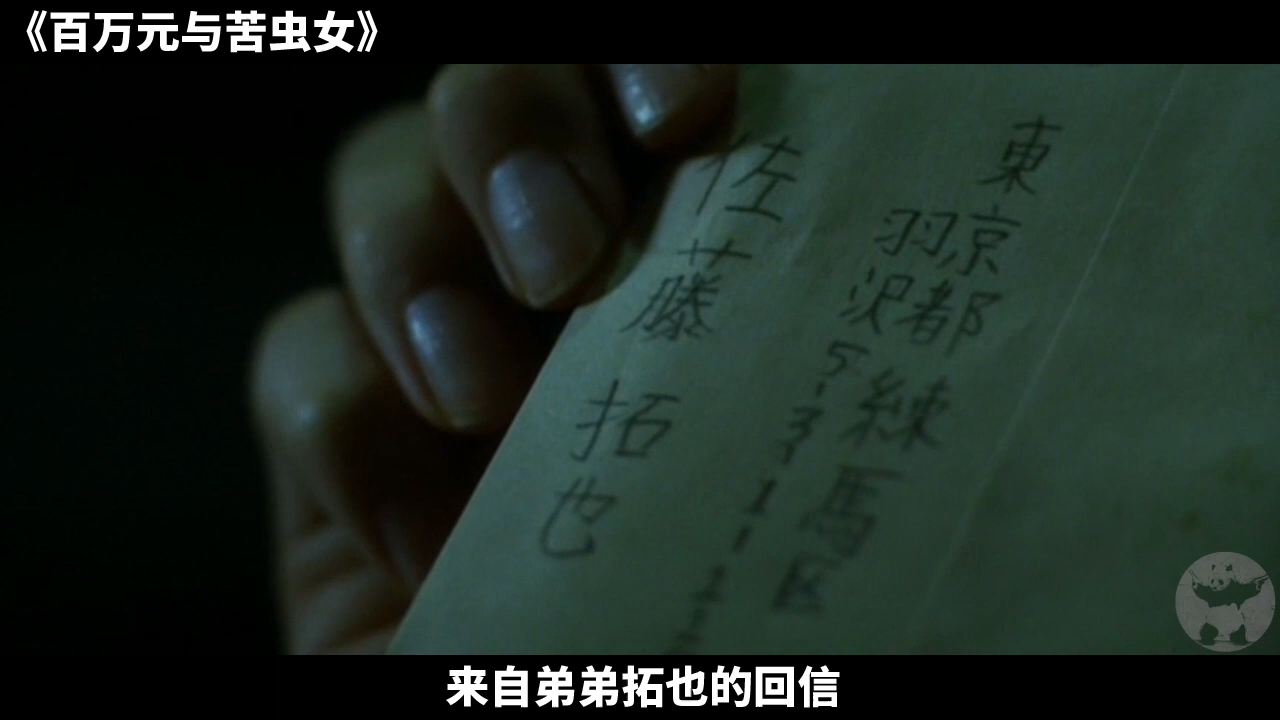 《百万元与苦虫女》
東京都練馬区
羽沢5-3-1-
佐藤拓也
来自弟弟拓也的回信